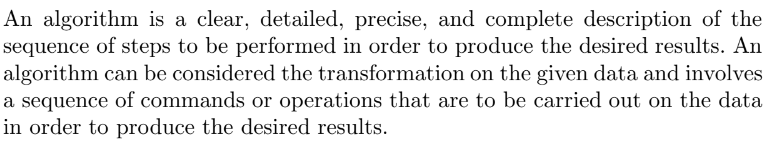 An algorithm is a clear, detailed, precise, and complete description of the
sequence of steps to be performed in order to produce the desired results. An
algorithm can be considered the transformation on the given data and involves
a sequence of commands or operations that are to be carried out on the data
in order to produce the desired results.